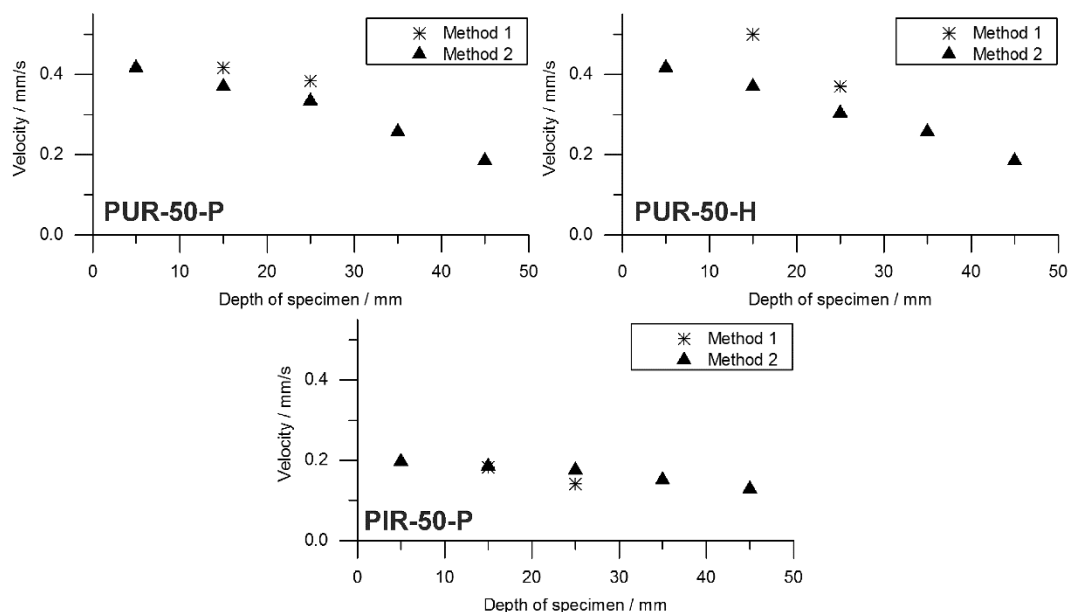 Method 1
Method 2
0.4
0.2
0.0
Velocity / mm/s
PUR-50-P
0 10 20 30 40 50
Depth of specimen / mm
Method 1
Method 2
0.4
0.2
0.0
Velocity / mm/s
PUR-50-H
0 10 20 30 40 50
Depth of specimen / mm
Method 1
Method 2
0.4
0.2
0.0
Velocity / mm/s
PIR-50-P
0 10 20 30 40 50
Depth of specimen / mm